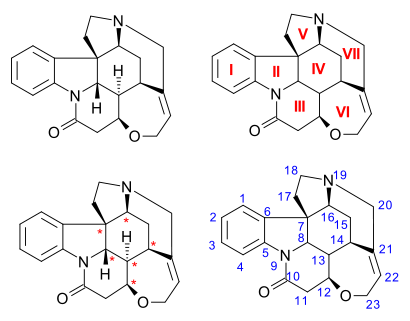 N
H
H
N
O
O
N
V
VII
I
II
IV
N
III
VI
O
O
N
*
*
H
*
N
H
*
*
*
O
O
18
N
19
17
20
1
6
16
2
7
15
8
14
21
3
5
13
4
N
9
22
10
12
O
11
O
23